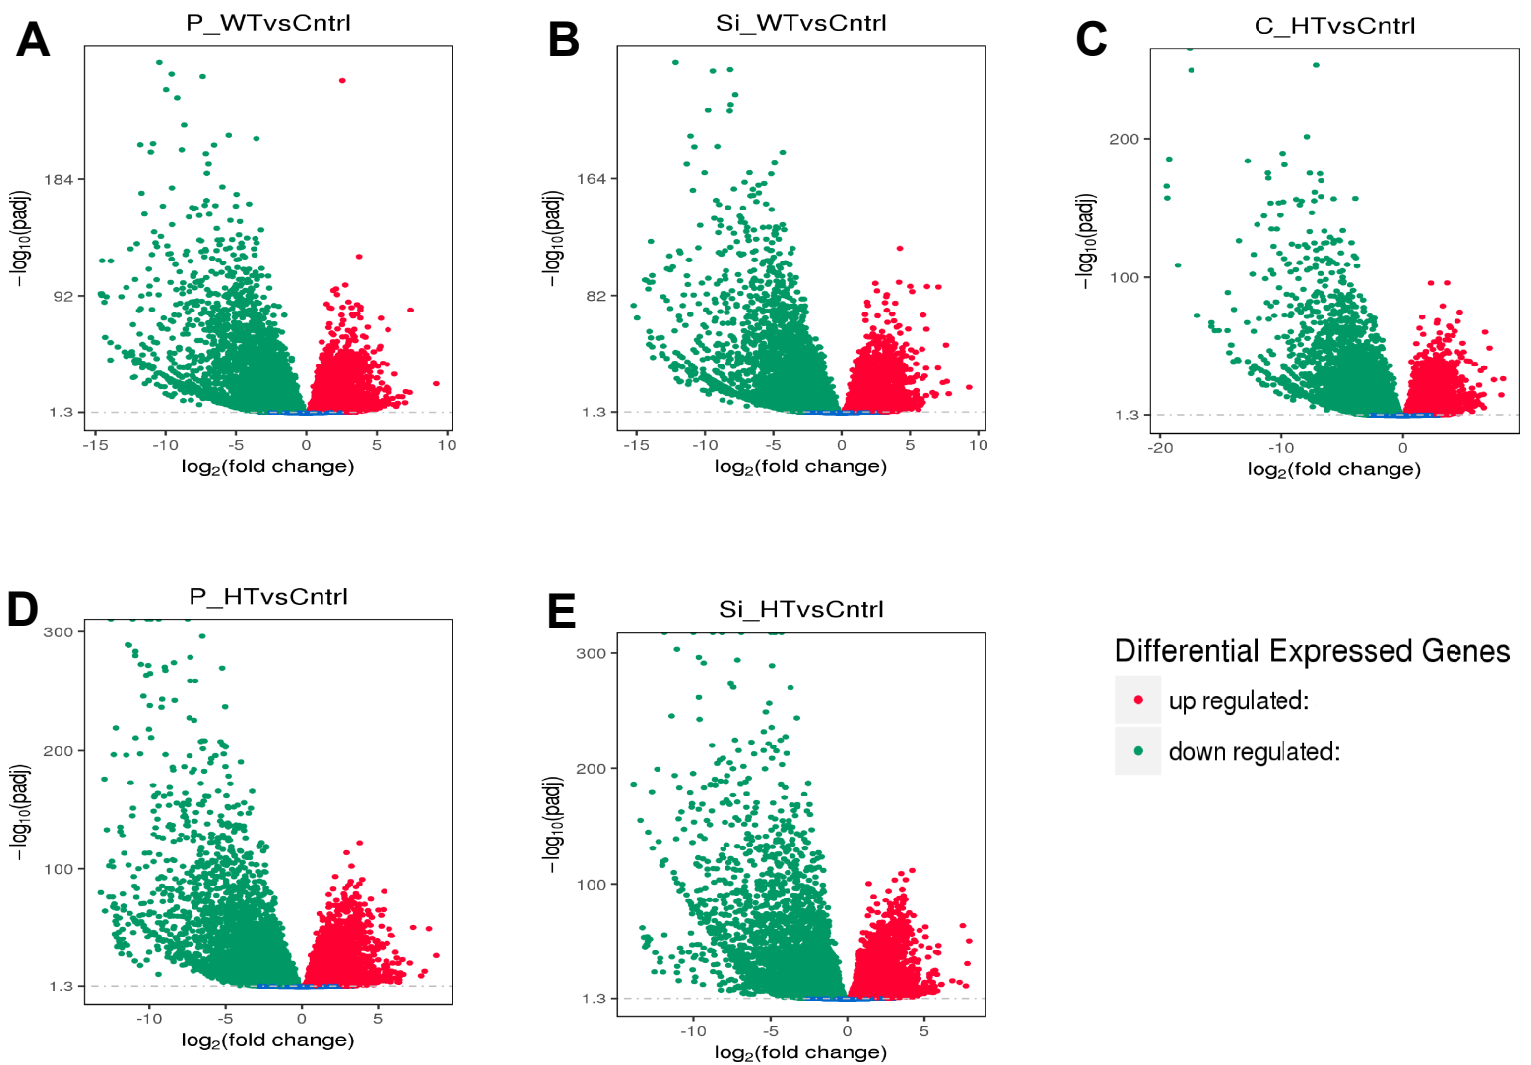 A
P_WTvsCntrl
−log10(padj)
184
92
1.3
-15 -10 -5 0 5 10
log2(fold change)
B
Si_WTvsCntrl
−log10(padj)
164
82
1.3
-15 -10 -5 0 5 10
log2(fold change)
C
C_HTvsCntrl
−log10(padj)
200
100
1.3
-20 -10 0
log2(fold change)
D
P_HTvsCntrl
−log10(padj)
300
200
100
1.3
-10 -5 0 5
log2(fold change)
E
Si_HTvsCntrl
−log10(padj)
300
200
100
1.3
-10 -5 0 5
log2(fold change)
Differential Expressed Genes
up regulated:
down regulated: